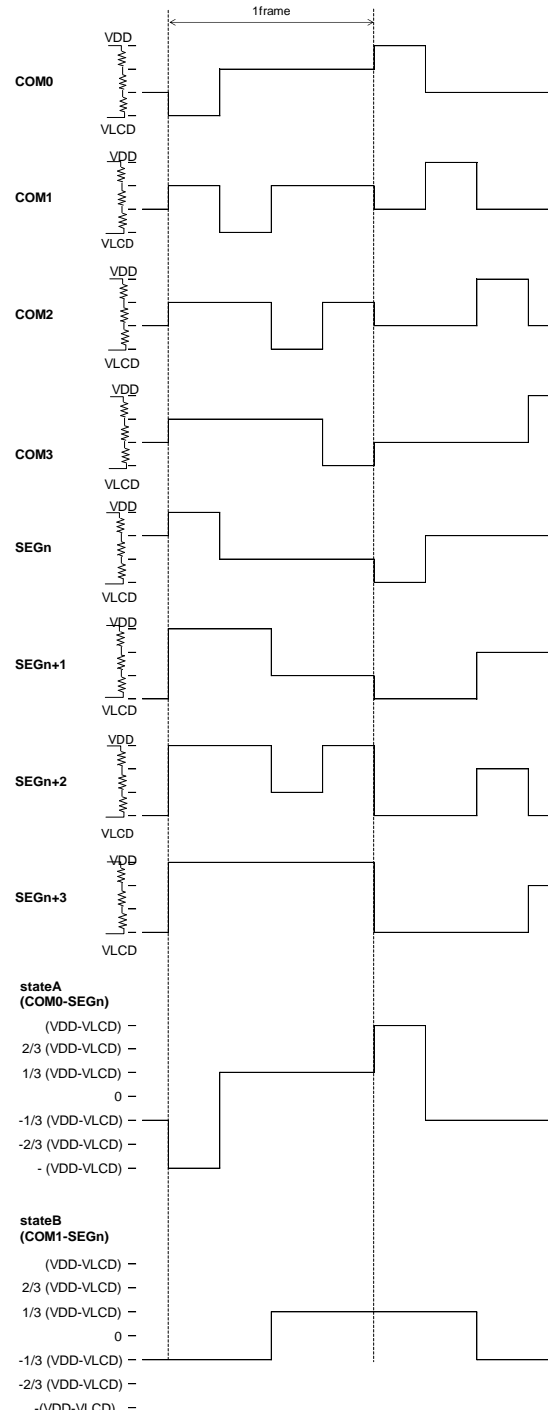 1frame
VDD
COM0
VLCD
VDD
COM1
VLCD
VDD
COM2
VLCD
VDD
COM3
VLCD
VDD
SEGn
VLCD
VDD
SEGn+1
VLCD
VDD
SEGn+2
VLCD
VDD
SEGn+3
VLCD
stateA
(COM0-SEGn)
(VDD-VLCD)
2/3 (VDD-VLCD)
1/3 (VDD-VLCD)
0
-1/3 (VDD-VLCD)
-2/3 (VDD-VLCD)
- (VDD-VLCD)
stateB
(COM1-SEGn)
(VDD-VLCD)
2/3 (VDD-VLCD)
1/3 (VDD-VLCD)
0
-1/3 (VDD-VLCD)
-2/3 (VDD-VLCD)
-(VDD-VLCD)